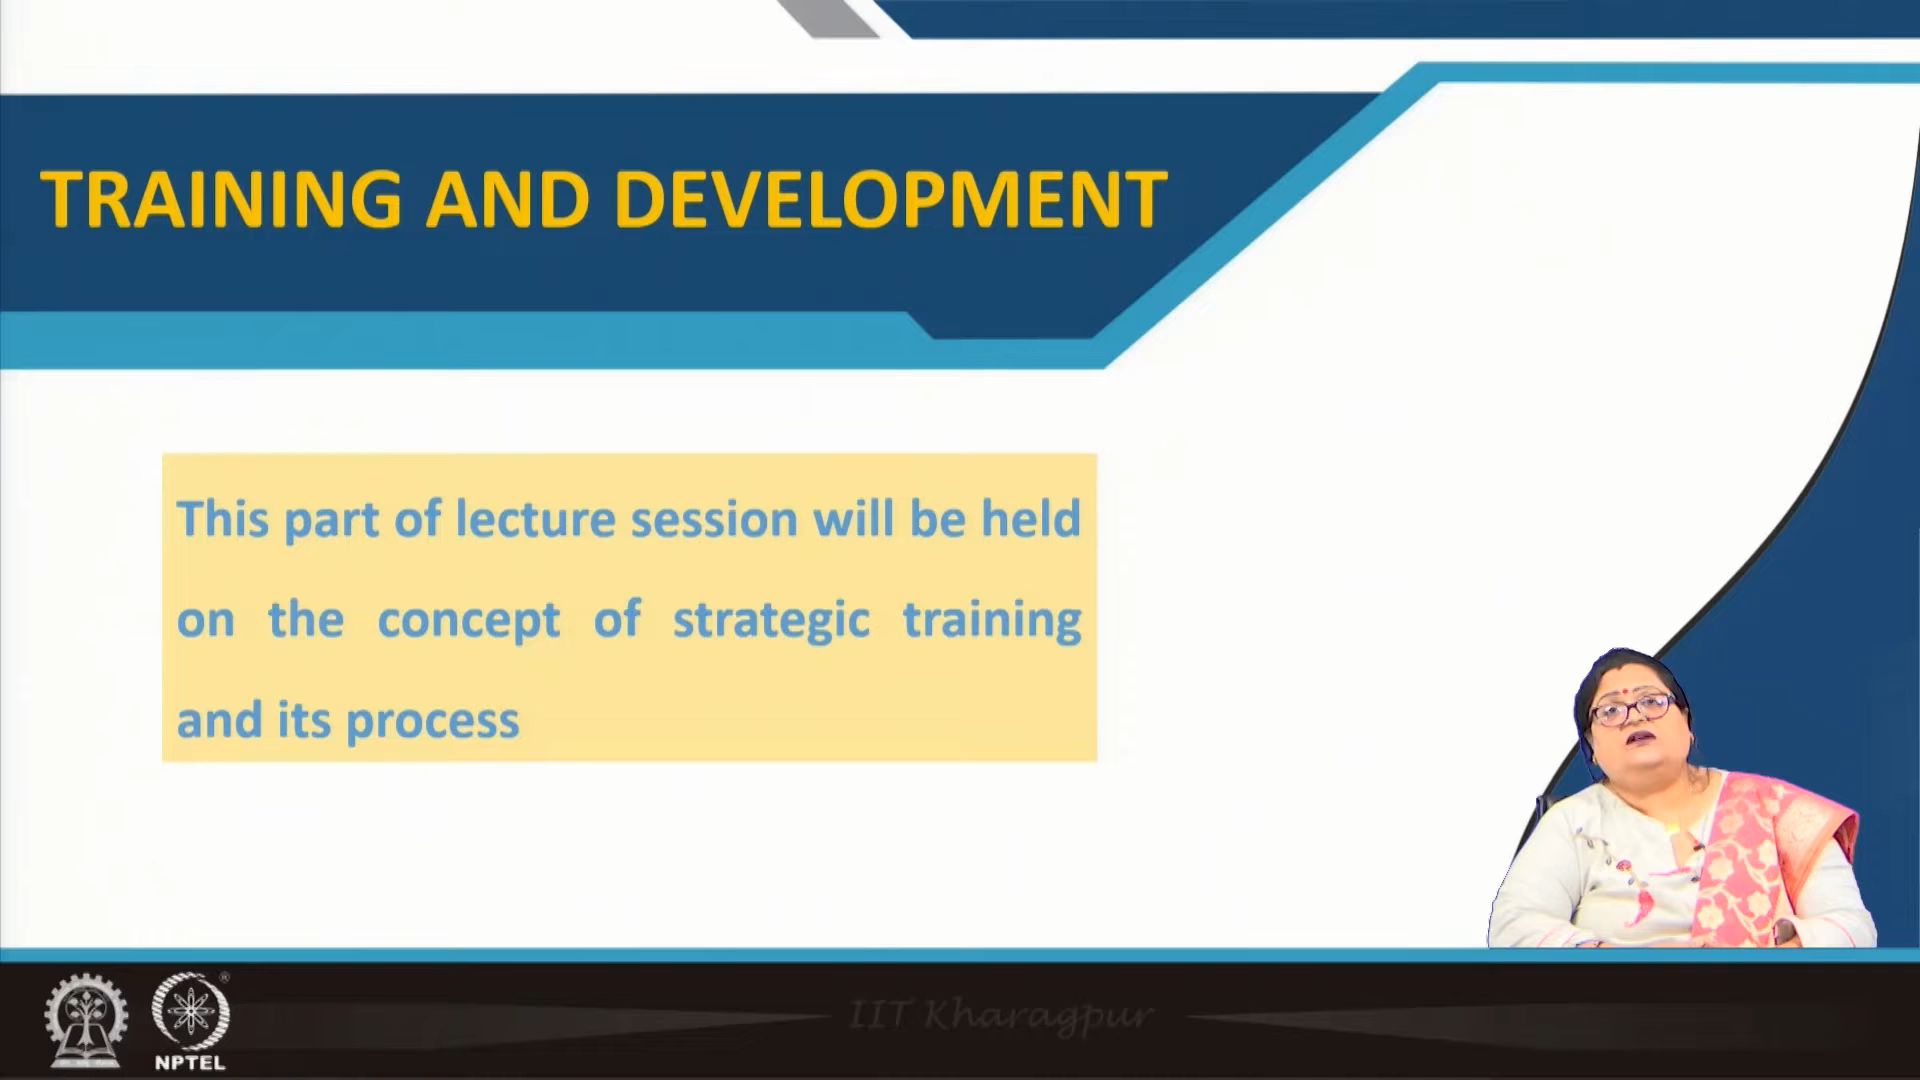 TRAINING AND DEVELOPMENT
This part of lecture session will be held
on the concept of strategic training
and its process
IIT Kharagpur
®
NPTEL